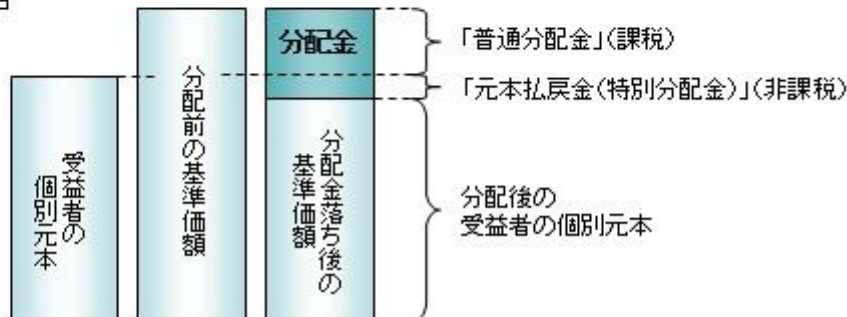 受益者の
個別元本
分配前の基準価額
分配金
分配金落ち後の
基準価額
「普通分配金」(課税)
「元本払戻金(特別分配金)」(非課税)
分配後の
受益者の個別元本